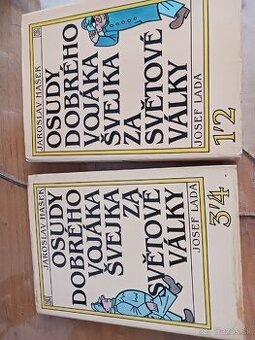 JAROSLAV HAŠEK
OSUDY
DOBRÉHO
VOJÁKA
ŠVEJKA
ZA
SVĚTOVÉ
VÁLKY
JOSEF LADA
1'2
JAROSLAV HAŠEK
OSUDY
DOBRÉHO
VOJÁKA
ŠVEJKA
ZA
SVĚTOVÉ
VÁLKY
JOSEF LADA
3'4